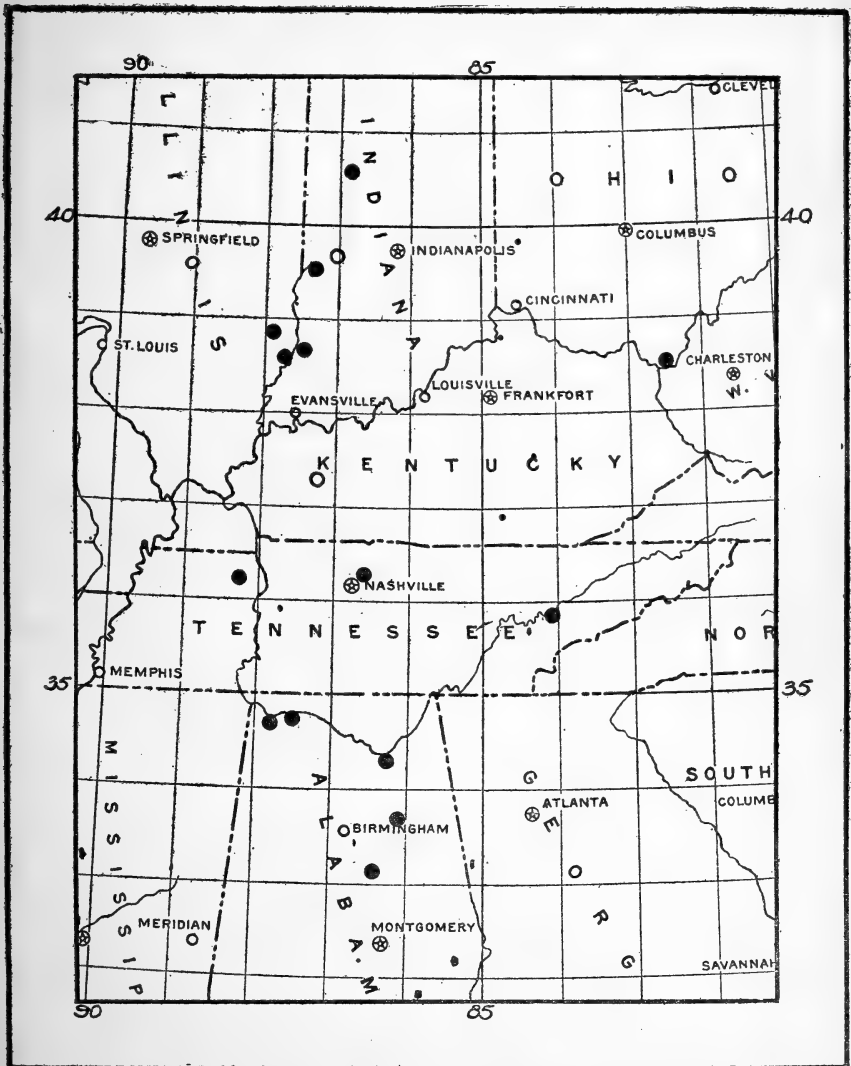 90
85
CLEVEL
ILLINOIS
INDIANA
OHIO
40
40
SPRINGFIELD
INDIANAPOLIS
COLUMBUS
CINCINNATI
ST. LOUIS
CHARLESTON
W. V
LOUISVILLE
EVANSVILLE
FRANKFORT
KENTUCKY
NASHVILLE
TENNESSEE
NOR
MEMPHIS
35
35
MISSISSIP
ALABAMA
GEORG
SOUTH
COLUMB
ATLANTA
BIRMINGHAM
MERIDIAN
MONTGOMERY
SAVANNAH
90
85